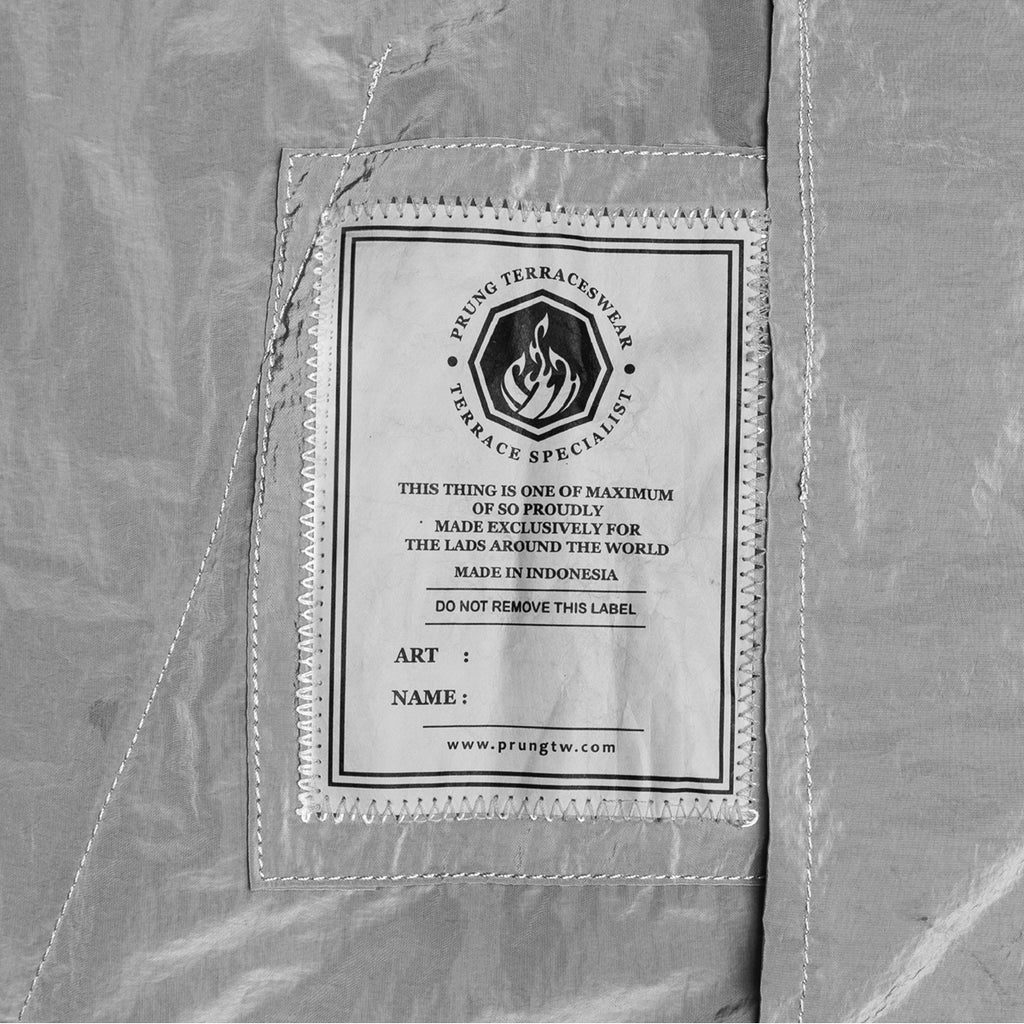 PRUNG TERRACESWEAR
TERRACE SPECIALIST
THIS THING IS ONE OF MAXIMUM
OF SO PROUDLY
MADE EXCLUSIVELY FOR
THE LADS AROUND THE WORLD
MADE IN INDONESIA
DO NOT REMOVE THIS LABEL
ART :
NAME :
www.prungtw.com